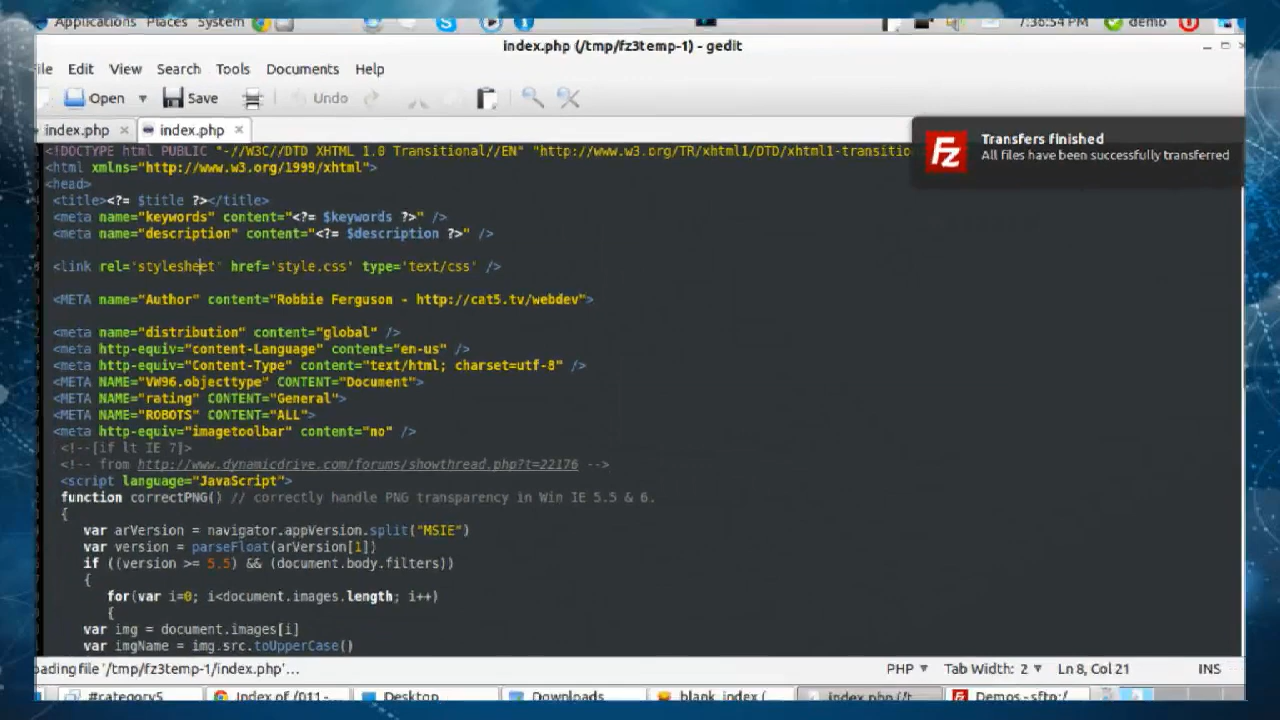 Applications Places System 7:36:54 PM demo
index.php (/tmp/fz3temp-1) - gedit
ile Edit View Search Tools Documents Help
Open Save Undo
index.php index.php
Transfers finished
All files have been successfully transferred
<!DOCTYPE html PUBLIC "-//W3C//DTD XHTML 1.0 Transitional//EN" "http://www.w3.org/TR/xhtml1/DTD/xhtml1-transitio
<html xmlns="http://www.w3.org/1999/xhtml">
<head>
<title><?= $title ?></title>
<meta name="keywords" content="<?= $keywords ?>" />
<meta name="description" content="<?= $description ?>" />
<link rel='stylesheet' href='style.css' type='text/css' />
<META name="Author" content="Robbie Ferguson - http://cat5.tv/webdev">
<meta name="distribution" content="global" />
<meta http-equiv="content-Language" content="en-us" />
<meta http-equiv="Content-Type" content="text/html; charset=utf-8" />
<META NAME="VW96.objecttype" CONTENT="Document">
<META NAME="rating" CONTENT="General">
<META NAME="ROBOTS" CONTENT="ALL">
<meta http-equiv="imagetoolbar" content="no" />
<!--[if lt IE 7]>
<!-- from http://www.dynamicdrive.com/forums/showthread.php?t=22176 -->
<script language="JavaScript">
function correctPNG() // correctly handle PNG transparency in Win IE 5.5 & 6.
{
var arVersion = navigator.appVersion.split("MSIE")
var version = parseFloat(arVersion[1])
if ((version >= 5.5) && (document.body.filters))
{
for(var i=0; i<document.images.length; i++)
{
var img = document.images[i]
var imgName = img.src.toUpperCase()
oading file '/tmp/fz3temp-1/index.php'... PHP Tab Width: 2 Ln 8, Col 21 INS
#category5 Index of /011-... Desktop Downloads blank_index ( index.php (/t Demos - sftp:/